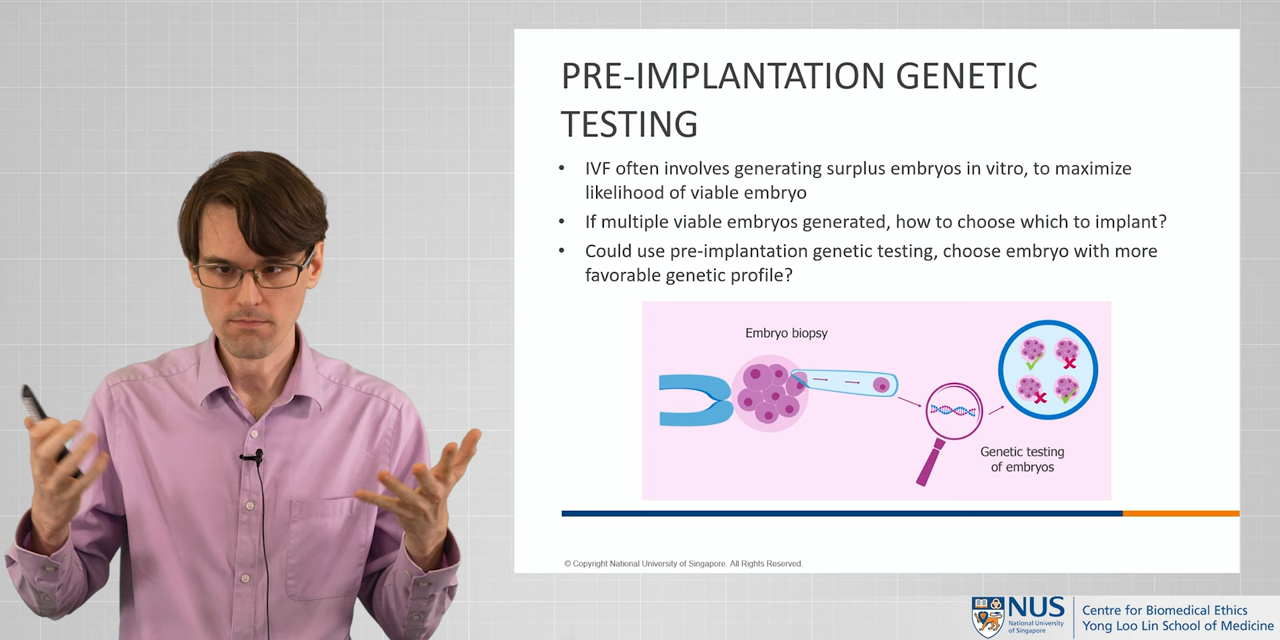 PRE-IMPLANTATION GENETIC
TESTING
• IVF often involves generating surplus embryos in vitro, to maximize
likelihood of viable embryo
• If multiple viable embryos generated, how to choose which to implant?
• Could use pre-implantation genetic testing, choose embryo with more
favorable genetic profile?
Embryo biopsy
Genetic testing
of embryos
© Copyright National University of Singapore. All Rights Reserved.
NUS
National University
of Singapore
Centre for Biomedical Ethics
Yong Loo Lin School of Medicine